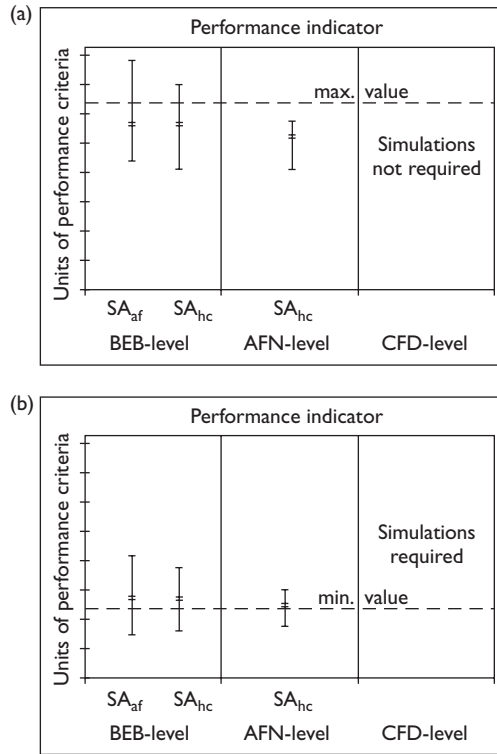 (a)
Performance indicator
Units of performance criteria
max. value
Simulations
not required
SAaf SAhc SAhc
BEB-level AFN-level CFD-level
(b)
Performance indicator
Units of performance criteria
Simulations
required
min. value
SAaf SAhc SAhc
BEB-level AFN-level CFD-level